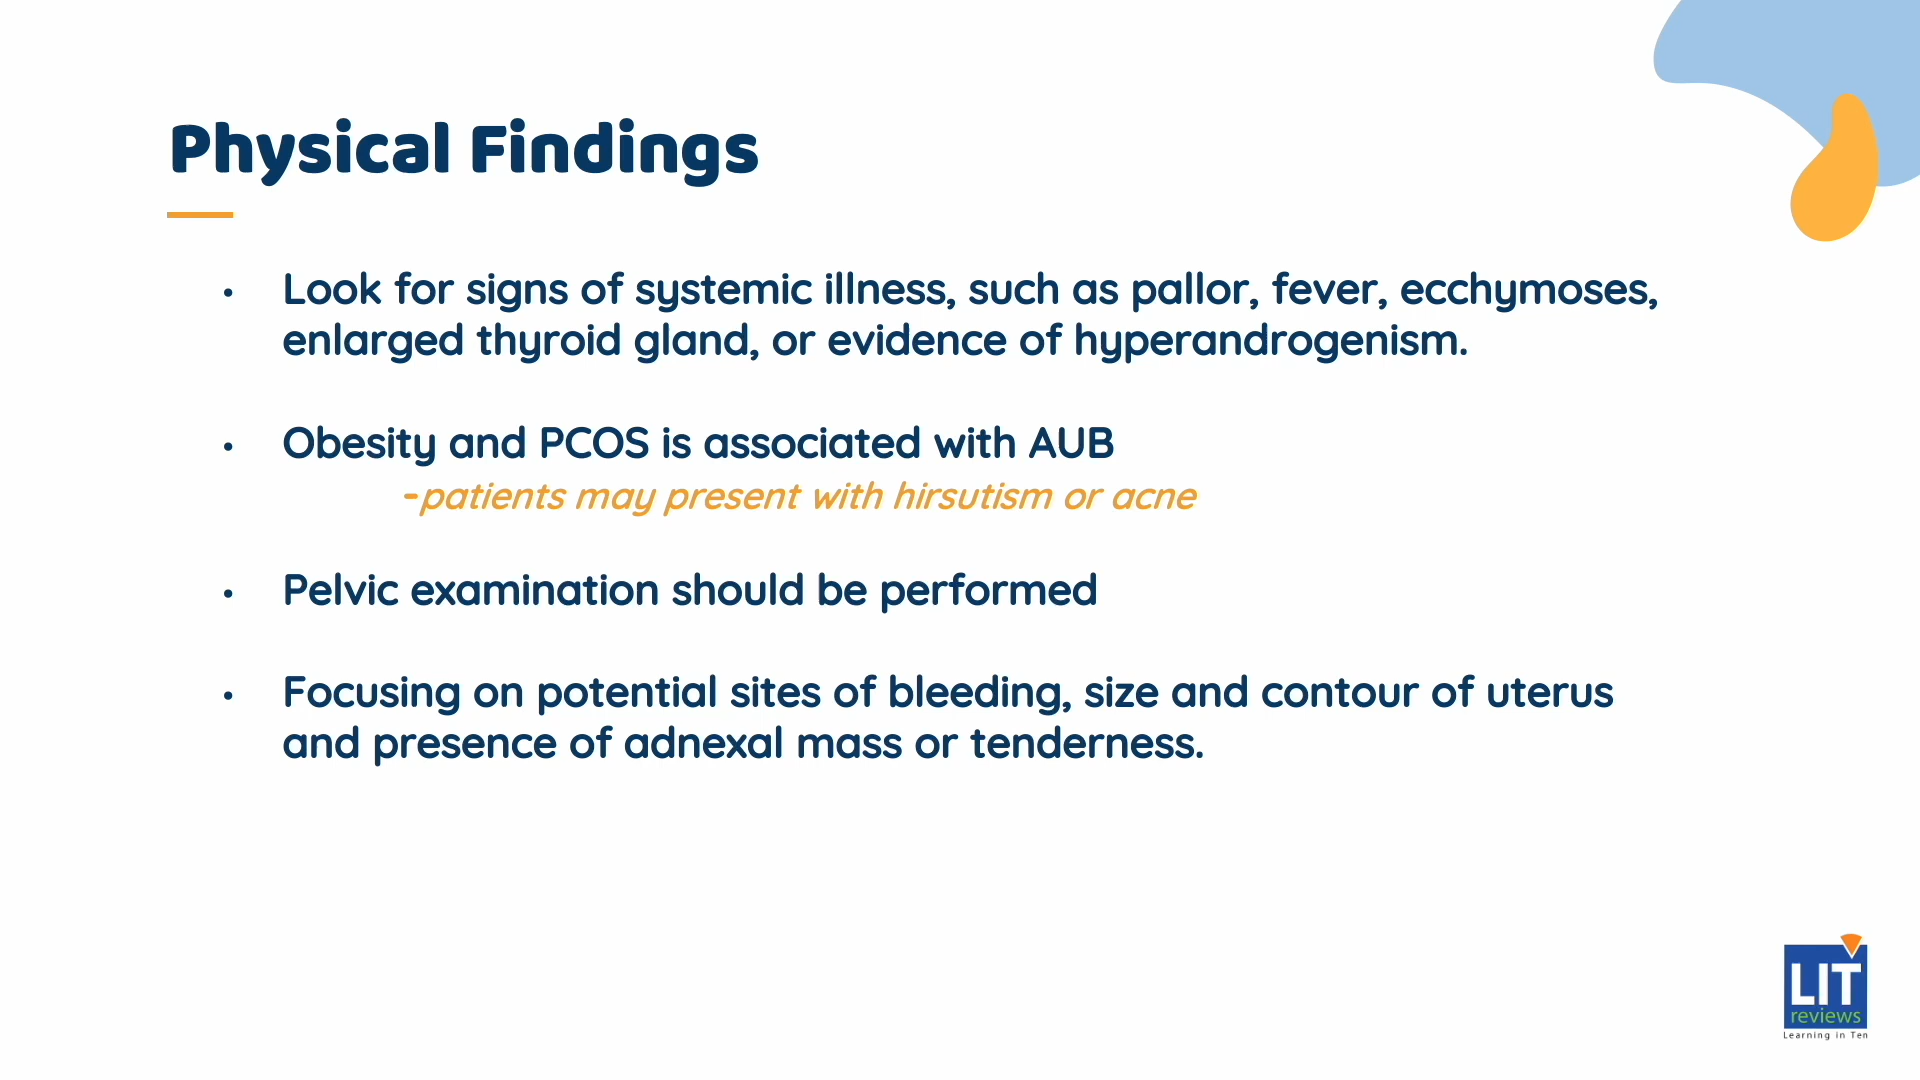 Physical Findings
• Look for signs of systemic illness, such as pallor, fever, ecchymoses,
enlarged thyroid gland, or evidence of hyperandrogenism.
• Obesity and PCOS is associated with AUB
-patients may present with hirsutism or acne
• Pelvic examination should be performed
• Focusing on potential sites of bleeding, size and contour of uterus
and presence of adnexal mass or tenderness.
LIT
reviews
Learning in Ten